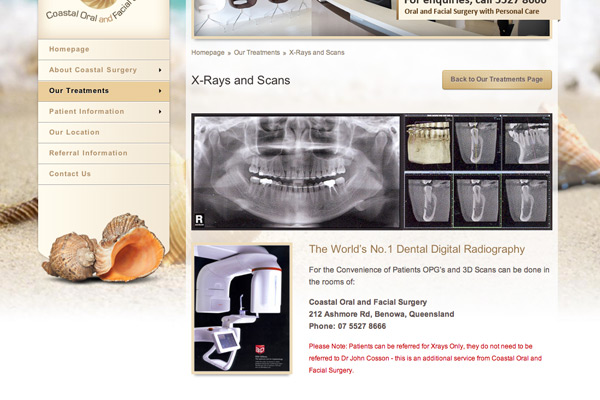 Coastal Oral and Facial
For enquiries, call 5527 8666
Oral and Facial Surgery with Personal Care
Homepage
About Coastal Surgery
Our Treatments
Patient Information
Our Location
Referral Information
Contact Us
Homepage » Our Treatments » X-Rays and Scans
X-Rays and Scans
Back to Our Treatments Page
R
The World's No.1 Dental Digital Radiography
For the Convenience of Patients OPG's and 3D Scans can be done
in the rooms of:
Coastal Oral and Facial Surgery
212 Ashmore Rd, Benowa, Queensland
Phone: 07 5527 8666
Please Note: Patients can be referred for Xrays Only, they do not need to be
referred to Dr John Cosson - this is an additional service from Coastal Oral and
Facial Surgery.